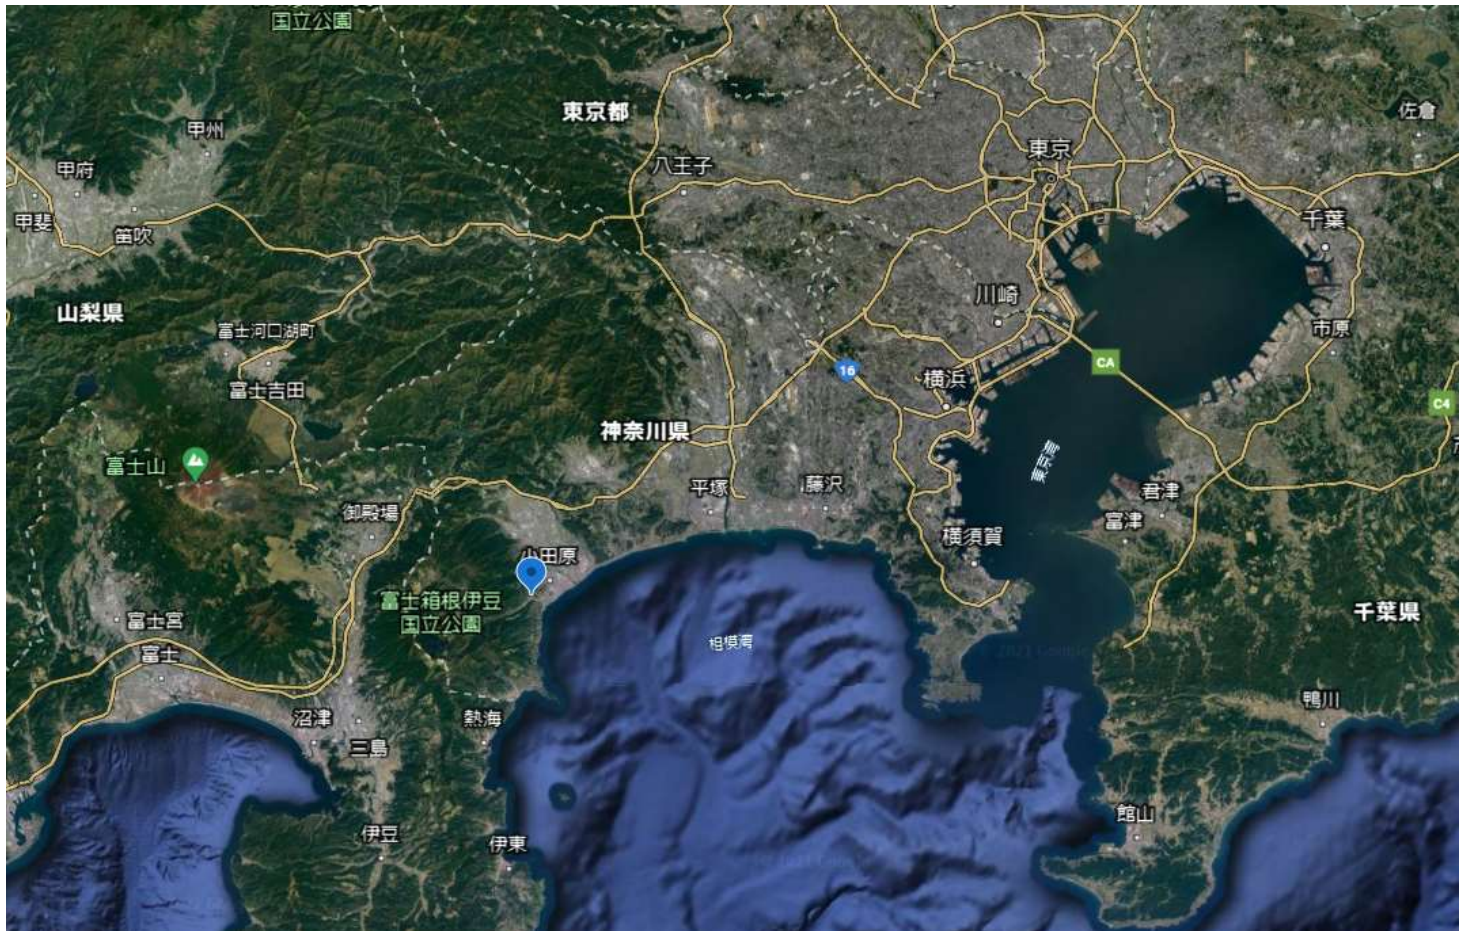 国立公園
東京都
佐倉
甲州
東京
八王子
甲府
甲斐
笛吹
千葉
川崎
山梨県
富士河口湖町
市原
CA
16
横浜
富士吉田
C4
神奈川県
富士山
平塚
藤沢
東京湾
君津
御殿場
富津
横須賀
小田原
富士箱根伊豆
国立公園
千葉県
富士宮
相模湾
富士
鴨川
沼津
熱海
三島
館山
伊豆
伊東